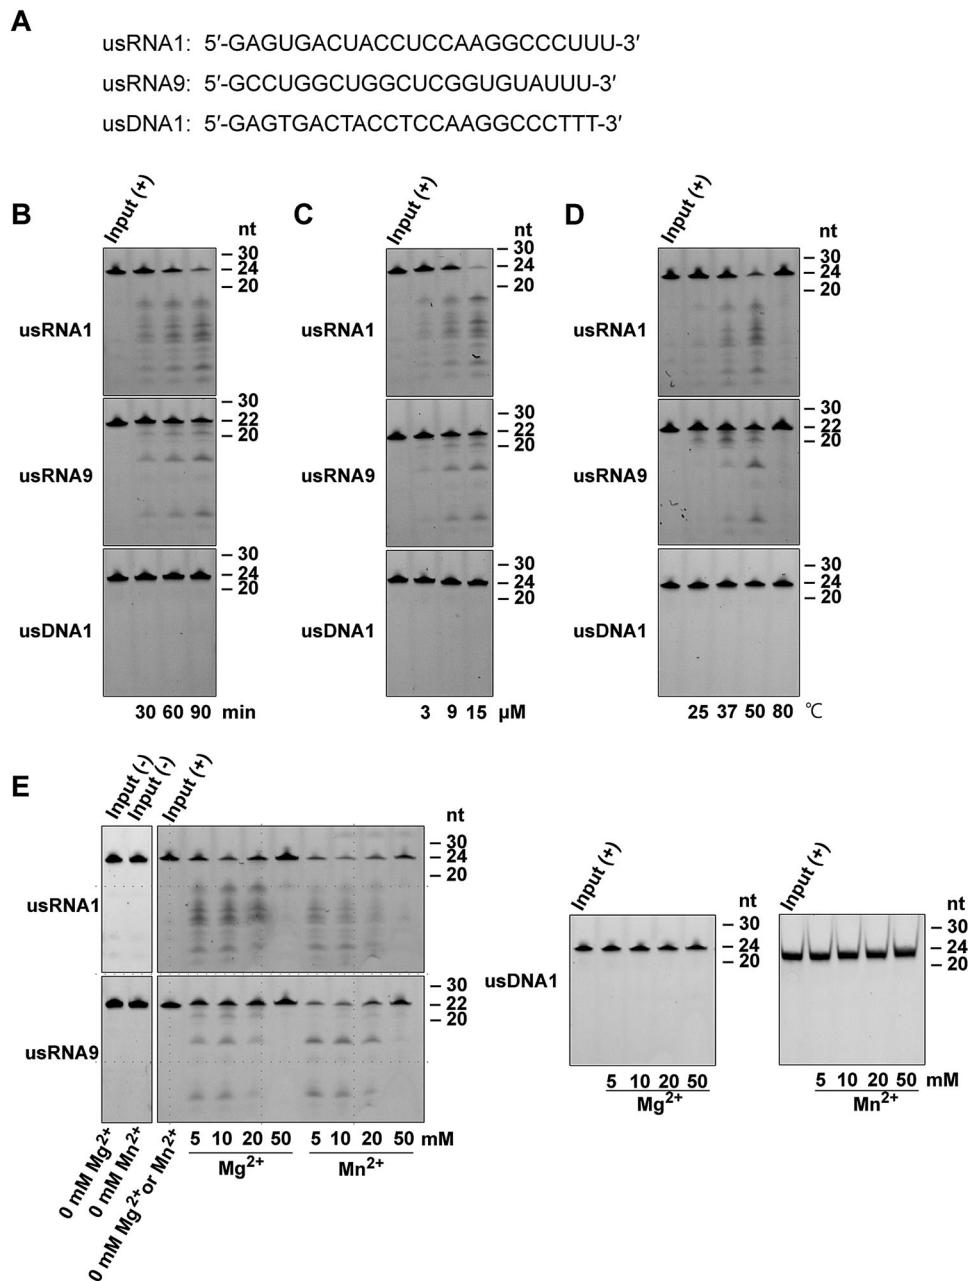 A
usRNA1: 5′-GAGUGACUACCUCCAAGGCCCUUU-3′
usRNA9: 5′-GCCUGGCUGGCUCGGUGUAUUU-3′
usDNA1: 5′-GAGTGACTACCTCCAAGGCCCTTT-3′
B
Input (+)
nt
30
24
20
usRNA1
30
22
20
usRNA9
30
24
20
usDNA1
30 60 90 min
C
Input (+)
nt
30
24
20
usRNA1
30
22
20
usRNA9
30
24
20
usDNA1
3 9 15 µM
D
Input (+)
nt
30
24
20
usRNA1
30
22
20
usRNA9
30
24
20
usDNA1
25 37 50 80 ℃
E
Input (-)
Input (-)
Input (+)
nt
30
24
20
usRNA1
30
22
20
usRNA9
0 mM Mg2+
0 mM Mn2+
0 mM Mg2+ or Mn2+
5 10 20 50 5 10 20 50 mM
Mg2+ Mn2+
Input (+)
nt
30
24
20
usDNA1
5 10 20 50
Mg2+
Input (+)
nt
30
24
20
5 10 20 50 mM
Mn2+